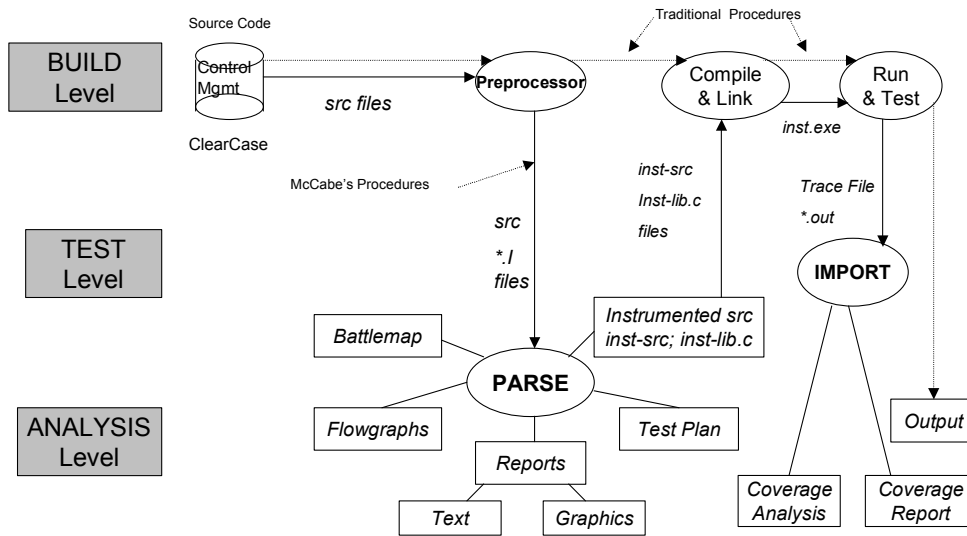 Source Code
Traditional Procedures
BUILD
Level
Control
Mgmt
Preprocessor
Compile
& Link
Run
& Test
src files
inst.exe
ClearCase
McCabe's Procedures
inst-src
Inst-lib.c
files
Trace File
*.out
src
*.I
files
TEST
Level
IMPORT
Instrumented src
inst-src; inst-lib.c
Battlemap
PARSE
ANALYSIS
Level
Flowgraphs
Test Plan
Output
Reports
Text
Graphics
Coverage
Analysis
Coverage
Report